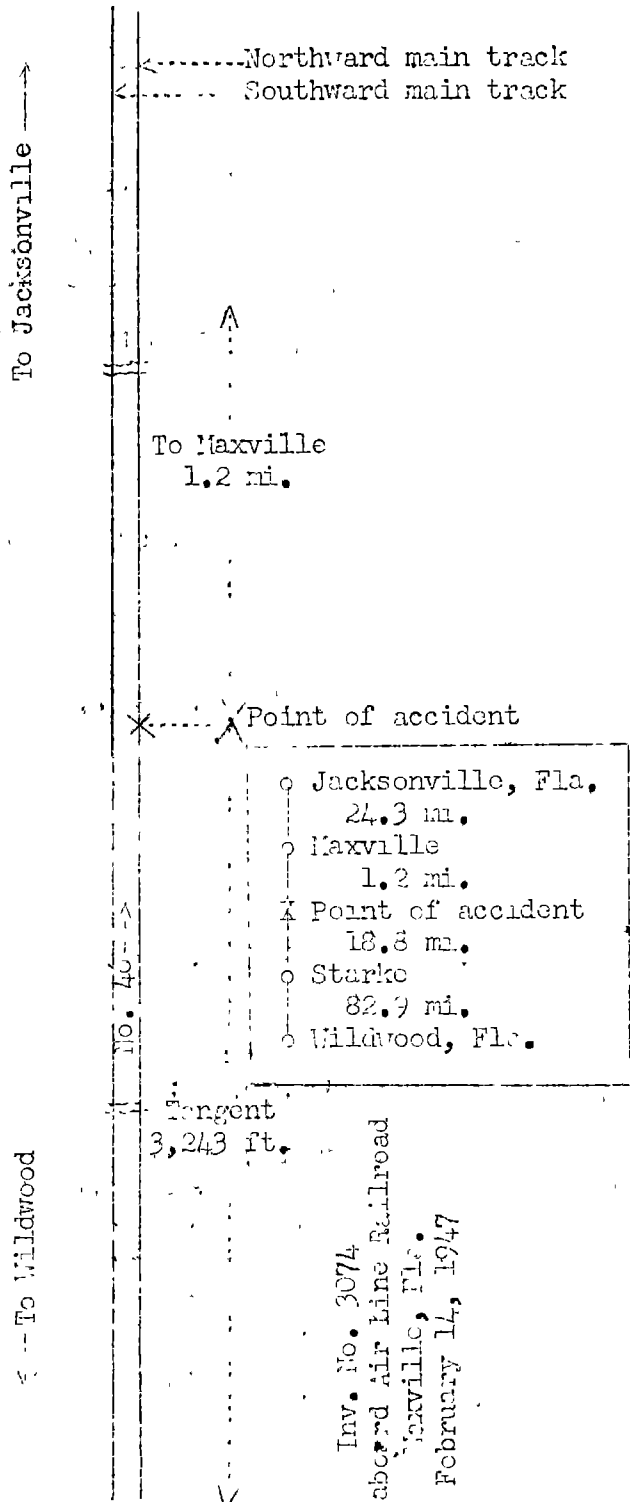 Northward main track
Southward main track
To Jacksonville
To Maxville
1.2 mi.
Point of accident
Jacksonville, Fla.
24.3 mi.
Maxville
1.2 mi.
Point of accident
18.8 mi.
Starke
82.9 mi.
Wildwood, Fla.
No. 46
Tangent
3,243 ft.
To Wildwood
Inv. No. 3074
aboard Air Line Railroad
Maxville, Fla.
February 14, 1947